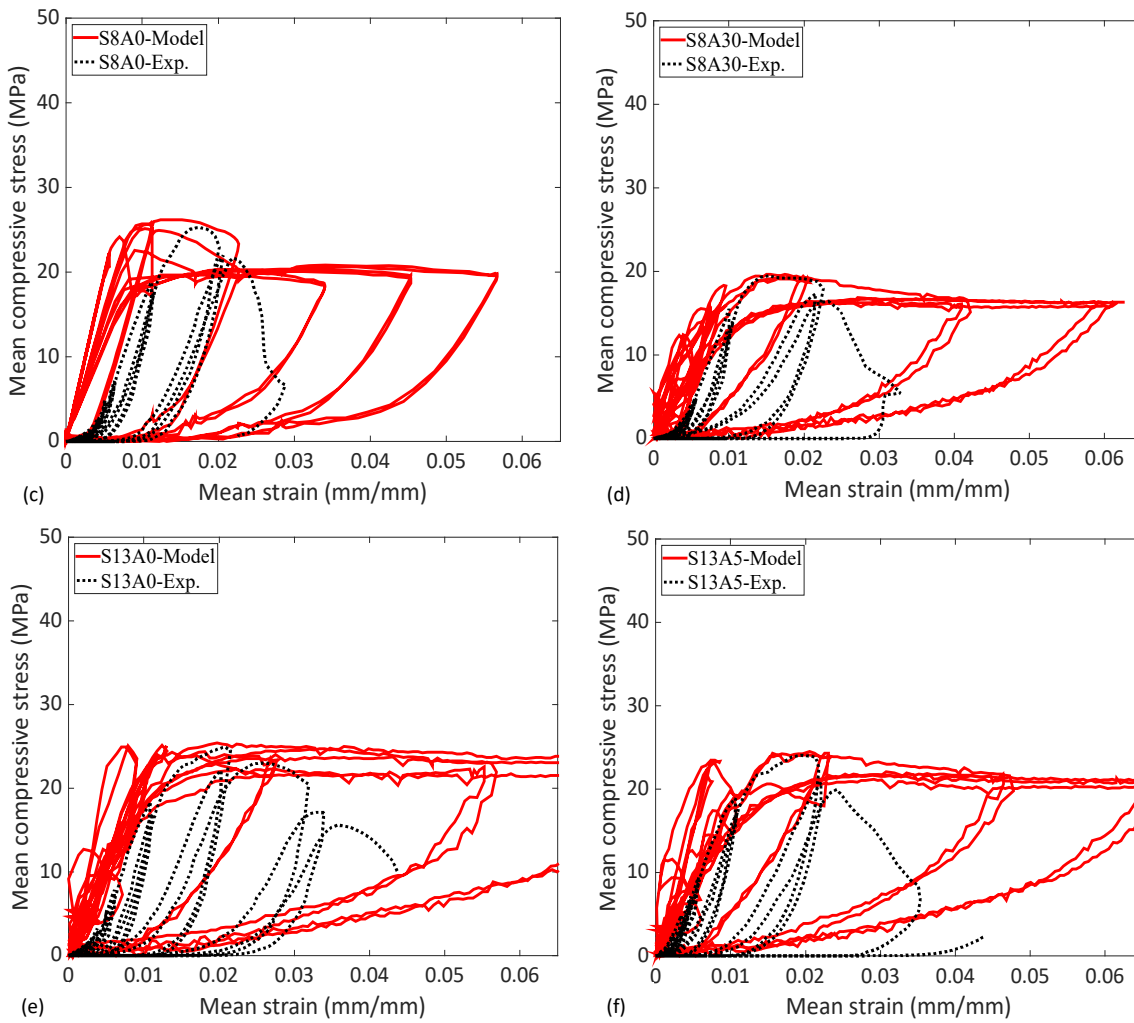 50
40
30
20
10
0
Mean compressive stress (MPa)
S8A0-Model
S8A0-Exp.
0 0.01 0.02 0.03 0.04 0.05 0.06
Mean strain (mm/mm)
(c)
50
40
30
20
10
0
Mean compressive stress (MPa)
S8A30-Model
S8A30-Exp.
0 0.01 0.02 0.03 0.04 0.05 0.06
Mean strain (mm/mm)
(d)
50
40
30
20
10
0
Mean compressive stress (MPa)
S13A0-Model
S13A0-Exp.
0 0.01 0.02 0.03 0.04 0.05 0.06
Mean strain (mm/mm)
(e)
50
40
30
20
10
0
Mean compressive stress (MPa)
S13A5-Model
S13A5-Exp.
0 0.01 0.02 0.03 0.04 0.05 0.06
Mean strain (mm/mm)
(f)